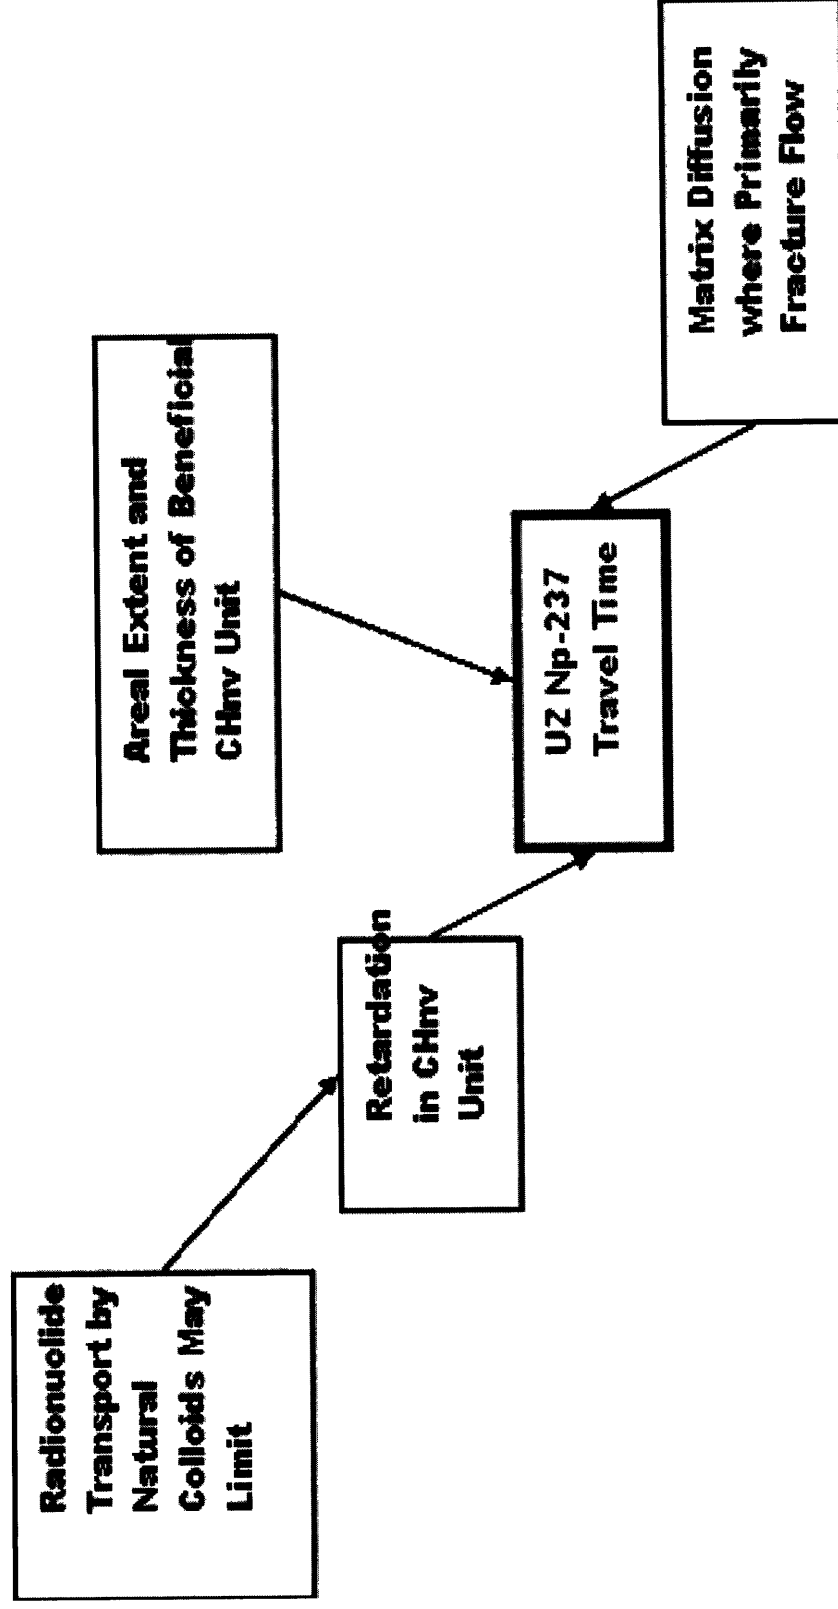 Radionuclide
Transport by
Natural
Colloids May
Limit
Retardation
in CHnv
Unit
Areal Extent and
Thickness of Beneficial
CHnv Unit
UZ Np-237
Travel Time
Matrix Diffusion
where Primarily
Fracture Flow